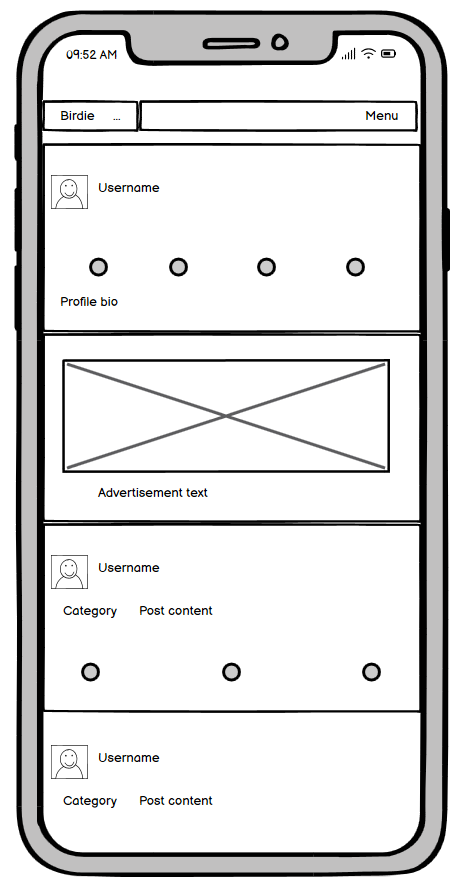 09:52 AM
Birdie ... Menu
Username
Profile bio
Advertisement text
Username
Category Post content
Username
Category Post content